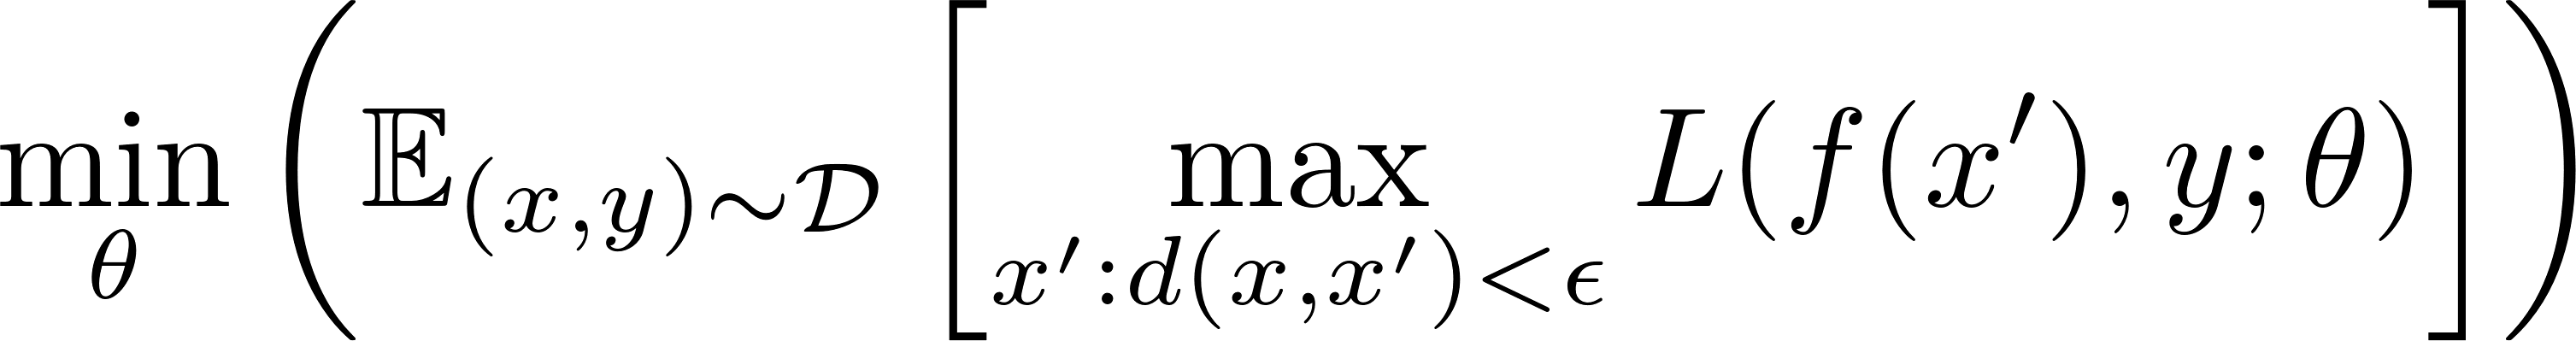 \min_{\theta} \left( \mathbb{E}_{(x,y)\sim\mathcal{D}} \left[ \max_{x':d(x,x')<\epsilon} L(f(x'), y; \theta) \right] \right)